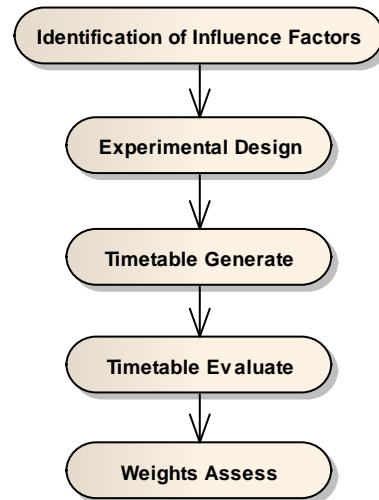 Identification of Influence Factors
Experimental Design
Timetable Generate
Timetable Evaluate
Weights Assess